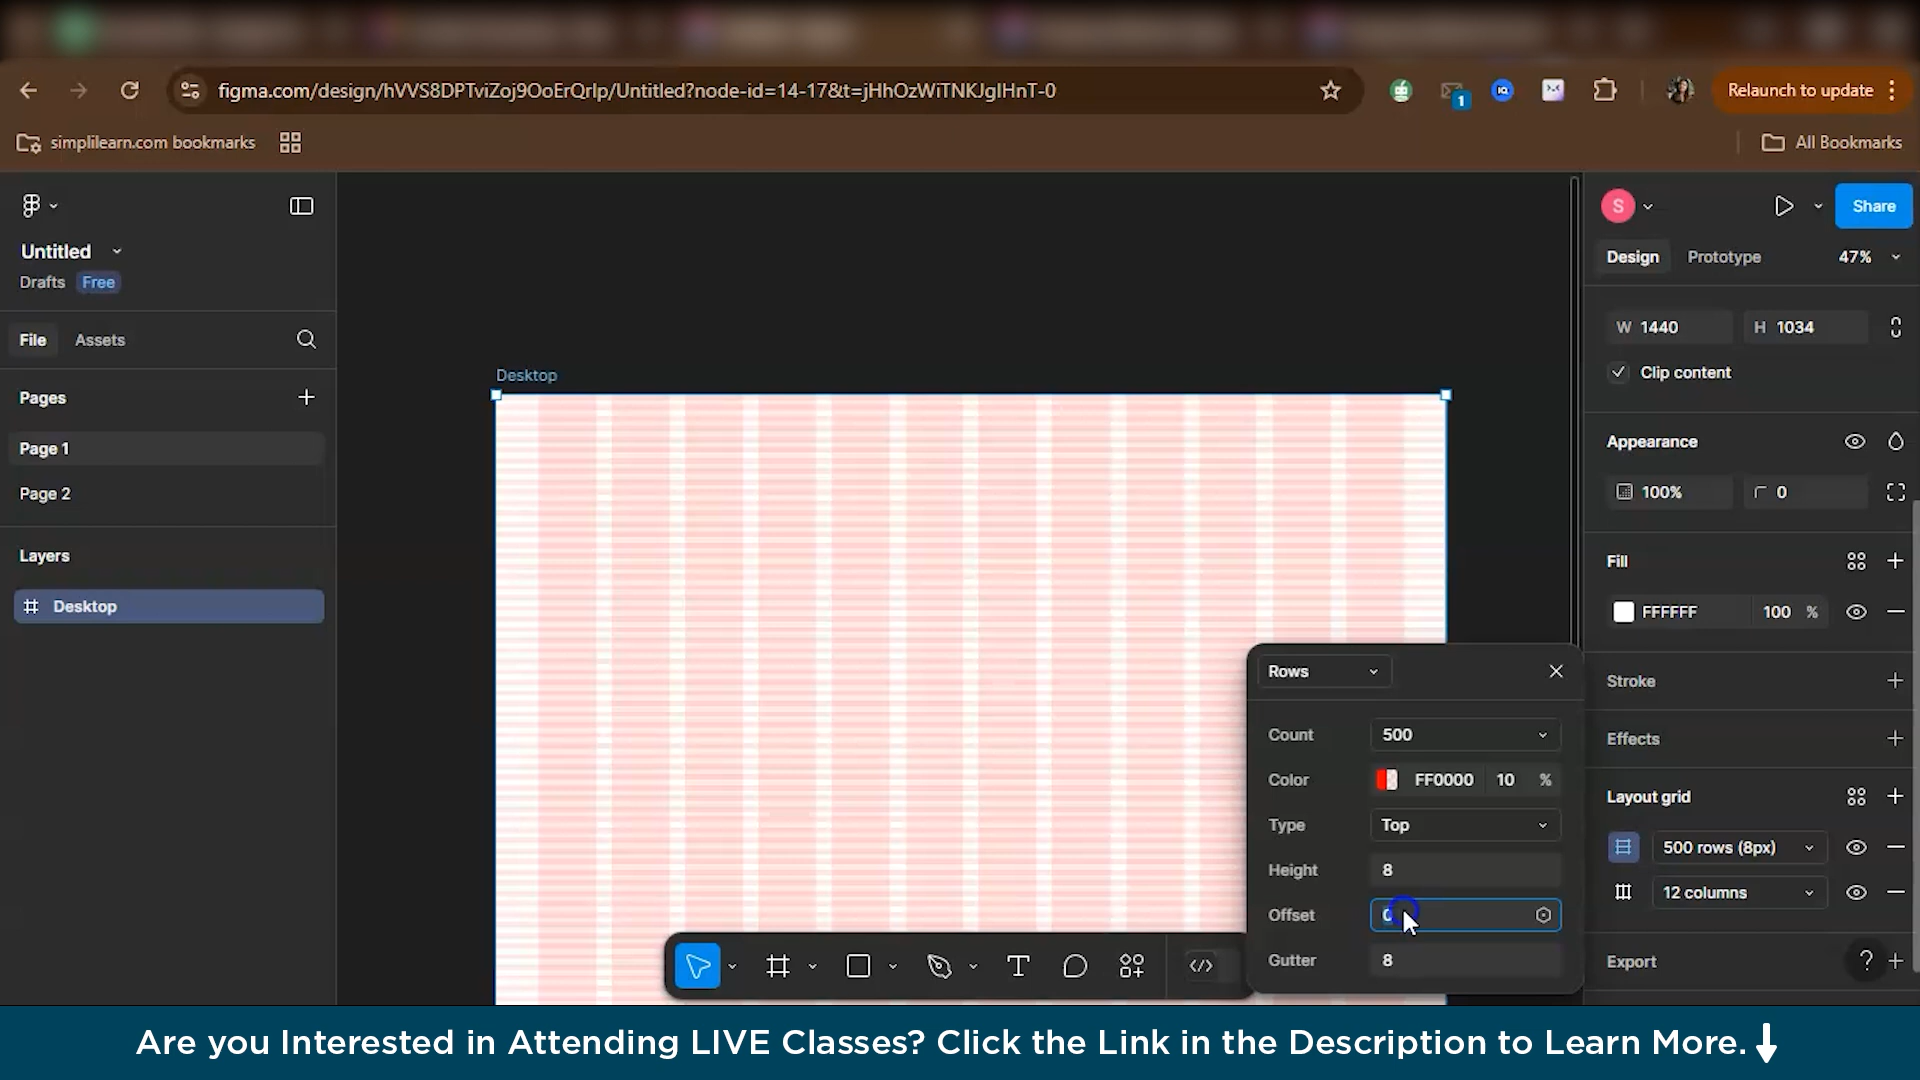 figma.com/design/hVVS8DPTviZoj9OoErQrIp/Untitled?node-id=14-17&t=jHhOzWiTNKJgIHnT-0
1
Relaunch to update
simplilearn.com bookmarks
All Bookmarks
Untitled
Drafts Free
File Assets
Pages
Page 1
Page 2
Layers
Desktop
Desktop
S
Share
Design Prototype 47%
W 1440 H 1034
Clip content
Appearance
100% 0
Fill
FFFFFF 100 %
Stroke
Effects
Layout grid
500 rows (8px)
12 columns
Export
?
Rows
Count 500
Color FF0000 10 %
Type Top
Height 8
Offset
Gutter 8
Are you Interested in Attending LIVE Classes? Click the Link in the Description to Learn More.